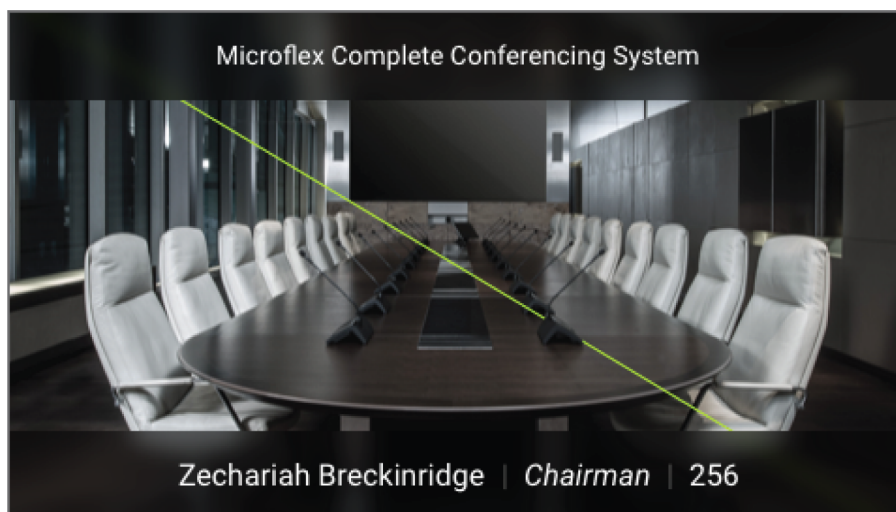 Microflex Complete Conferencing System
Zechariah Breckinridge | Chairman | 256